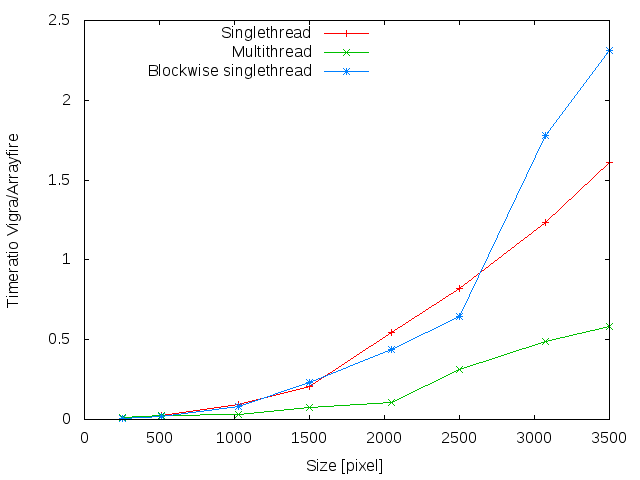 Singlethread
Multithread
Blockwise singlethread
2.5
2
1.5
1
0.5
0
Timeratio Vigra/Arrayfire
0 500 1000 1500 2000 2500 3000 3500
Size [pixel]